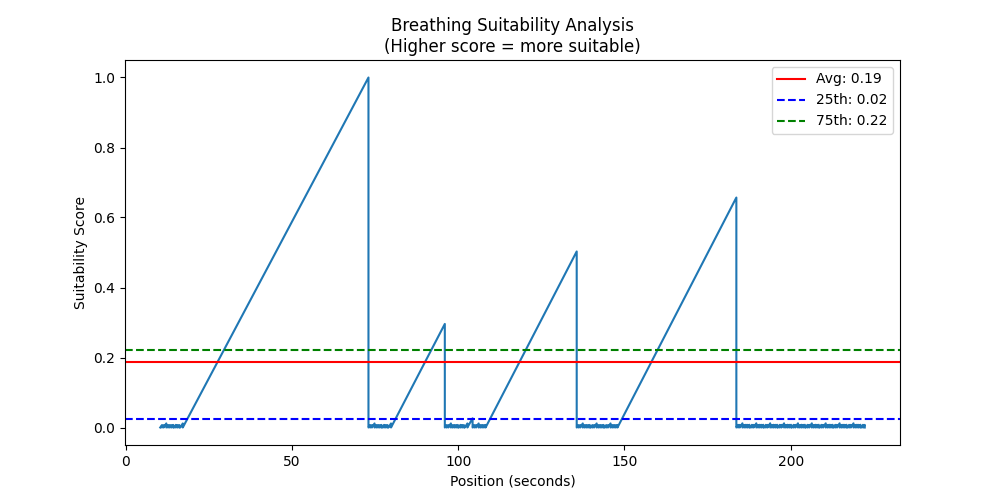 Breathing Suitability Analysis
(Higher score = more suitable)
Avg: 0.19
25th: 0.02
75th: 0.22
Suitability Score
1.0
0.8
0.6
0.4
0.2
0.0
0
50
100
150
200
Position (seconds)